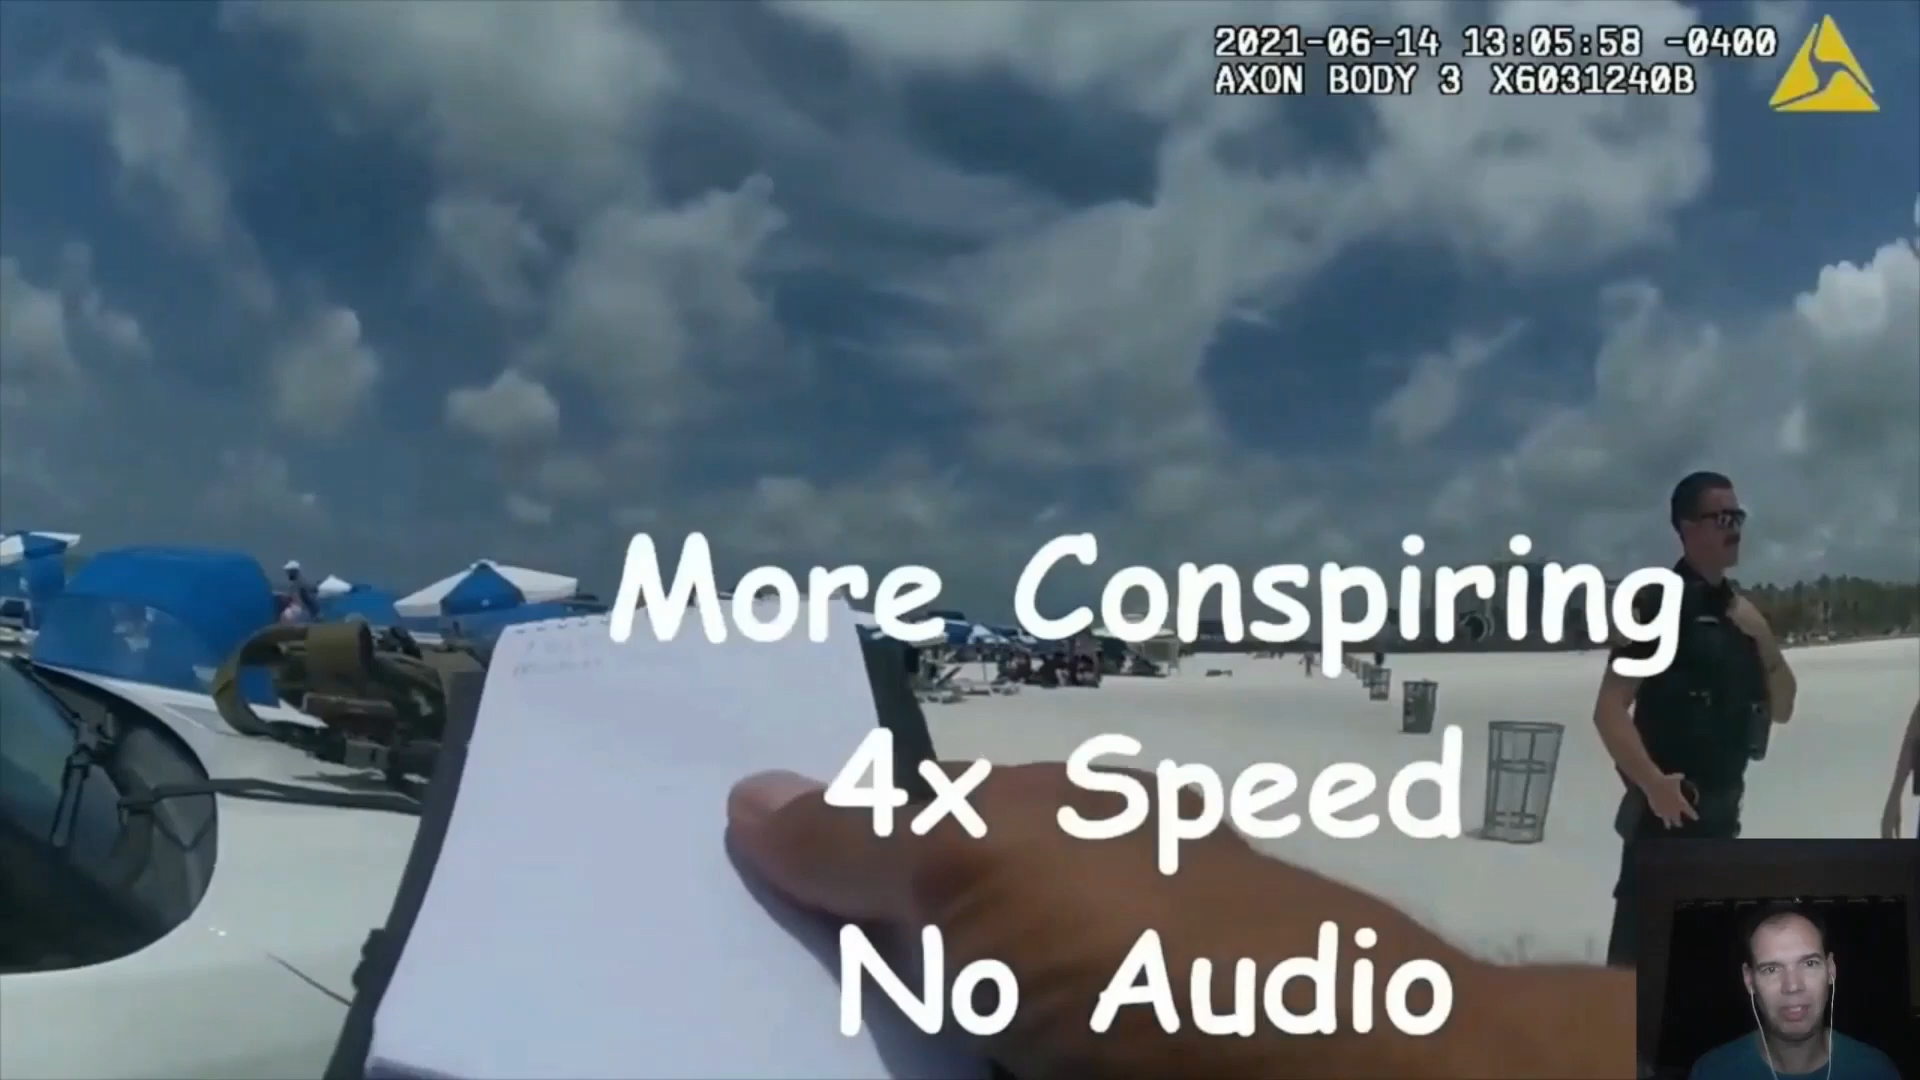 2021-06-14 13:05:58 -0400
AXON BODY 3 X6031240B
More Conspiring
4x Speed
No Audio